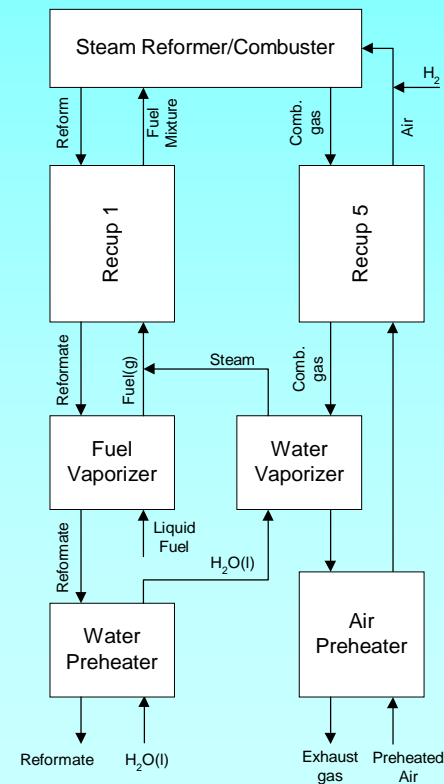 Steam Reformer/Combuster
H2
Reform
Fuel
Mixture
Comb.
gas
Air
Recup 1
Recup 5
Reformate
Fuel(g)
Steam
Comb.
gas
Fuel
Vaporizer
Water
Vaporizer
Reformate
Liquid
Fuel
H2O(l)
Water
Preheater
Air
Preheater
Reformate
H2O(l)
Exhaust
gas
Preheated
Air